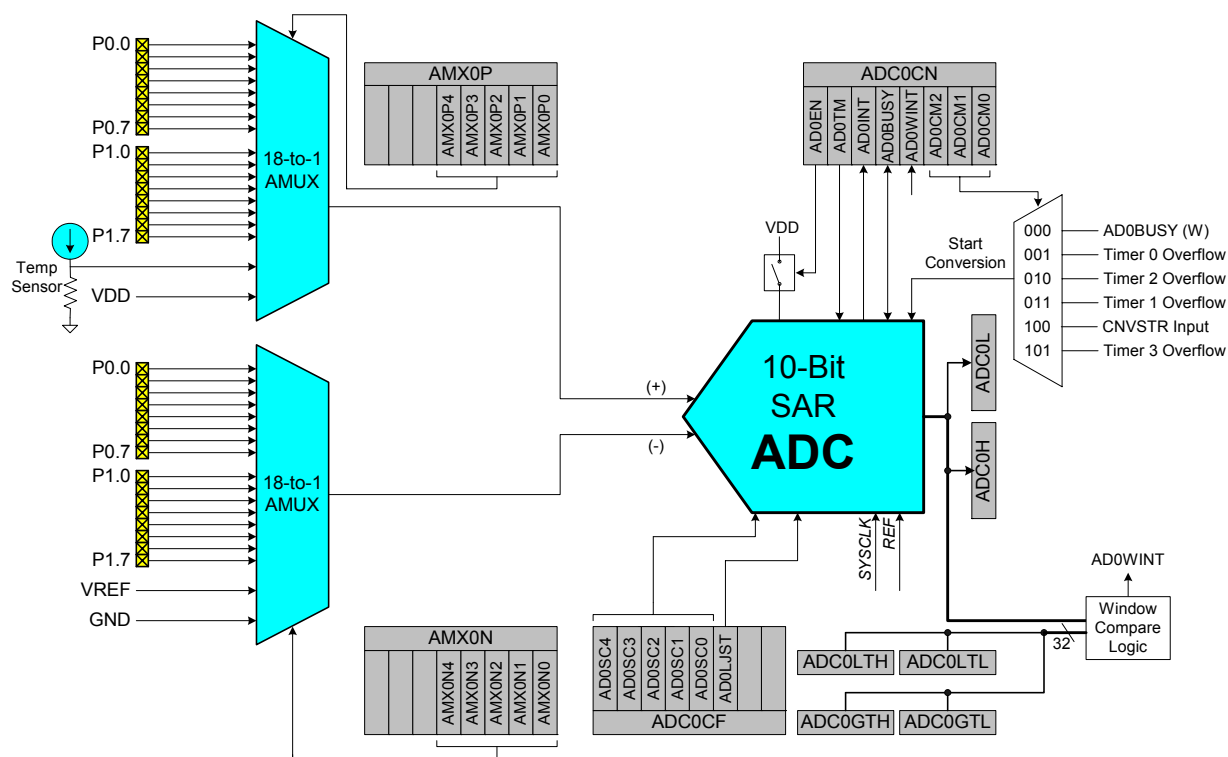 P0.0
P0.7
P1.0
P1.7
18-to-1
AMUX
Temp
Sensor
VDD
AMX0P
AMX0P4
AMX0P3
AMX0P2
AMX0P1
AMX0P0
ADC0CN
AD0EN
AD0TM
AD0INT
AD0BUSY
AD0WINT
AD0CM2
AD0CM1
AD0CM0
VDD
Start
Conversion
000
AD0BUSY (W)
001
Timer 0 Overflow
010
Timer 2 Overflow
011
Timer 1 Overflow
100
CNVSTR Input
101
Timer 3 Overflow
P0.0
P0.7
P1.0
P1.7
18-to-1
AMUX
VREF
GND
(+)
(-)
10-Bit
SAR
ADC
ADC0L
ADC0H
SYSCLK
REF
AMX0N
AMX0N4
AMX0N3
AMX0N2
AMX0N1
AMX0N0
AD0SC4
AD0SC3
AD0SC2
AD0SC1
AD0SC0
AD0LJST
ADC0CF
AD0WINT
Window
Compare
Logic
32
ADC0LTH
ADC0LTL
ADC0GTH
ADC0GTL